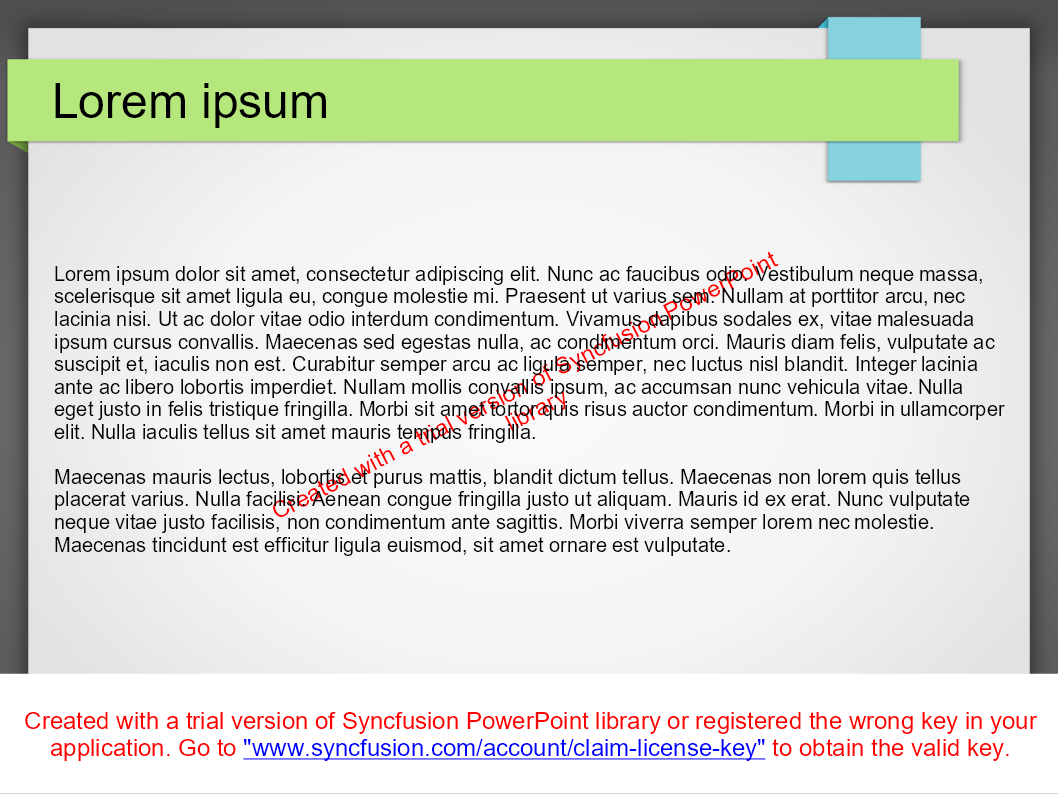 Lorem ipsum
Lorem ipsum dolor sit amet, consectetur adipiscing elit. Nunc ac faucibus odio. Vestibulum neque massa,
scelerisque sit amet ligula eu, congue molestie mi. Praesent ut varius sem. Nullam at porttitor arcu, nec
lacinia nisi. Ut ac dolor vitae odio interdum condimentum. Vivamus dapibus sodales ex, vitae malesuada
ipsum cursus convallis. Maecenas sed egestas nulla, ac condimentum orci. Mauris diam felis, vulputate ac
suscipit et, iaculis non est. Curabitur semper arcu ac ligula semper, nec luctus nisl blandit. Integer lacinia
ante ac libero lobortis imperdiet. Nullam mollis convallis ipsum, ac accumsan nunc vehicula vitae. Nulla
eget justo in felis tristique fringilla. Morbi sit amet tortor quis risus auctor condimentum. Morbi in ullamcorper
elit. Nulla iaculis tellus sit amet mauris tempus fringilla.
Maecenas mauris lectus, lobortis et purus mattis, blandit dictum tellus. Maecenas non lorem quis tellus
placerat varius. Nulla facilisi. Aenean congue fringilla justo ut aliquam. Mauris id ex erat. Nunc vulputate
neque vitae justo facilisis, non condimentum ante sagittis. Morbi viverra semper lorem nec molestie.
Maecenas tincidunt est efficitur ligula euismod, sit amet ornare est vulputate.
Created with a trial version of Syncfusion PowerPoint
library
Created with a trial version of Syncfusion PowerPoint library or registered the wrong key in your
application. Go to "www.syncfusion.com/account/claim-license-key" to obtain the valid key.